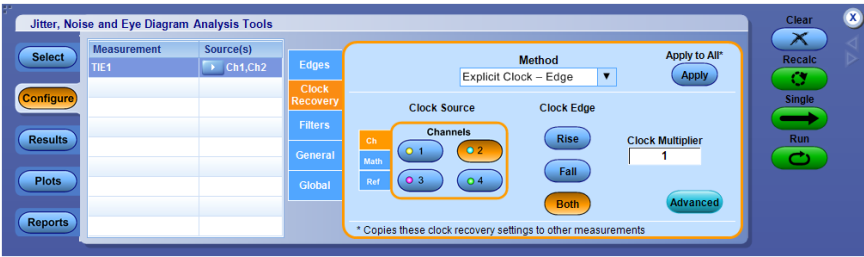 Jitter, Noise and Eye Diagram Analysis Tools
Clear
X
Select
Measurement Source(s)
TIE1 Ch1,Ch2
Edges
Method
Explicit Clock – Edge
Apply to All*
Apply
Recalc
Configure
Clock
Recovery
Clock Source
Clock Edge
Single
Results
Filters
Ch
Math
Ref
Channels
1 2
3 4
Rise
Fall
Both
Clock Multiplier
1
Run
General
Plots
Global
Advanced
Reports
* Copies these clock recovery settings to other measurements